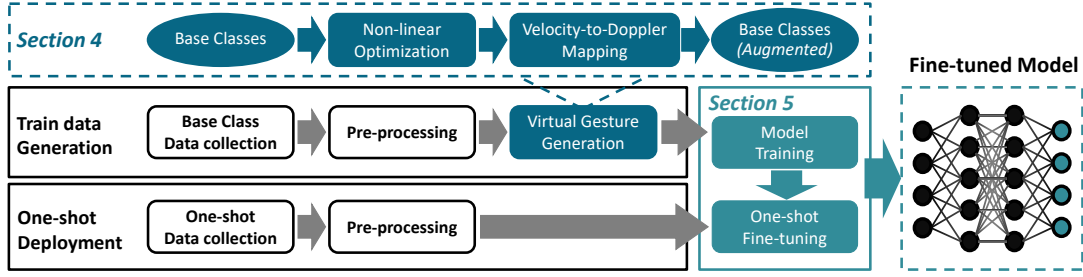 Section 4
Base Classes
Non-linear
Optimization
Velocity-to-Doppler
Mapping
Base Classes
(Augmented)
Fine-tuned Model
Train data
Generation
Base Class
Data collection
Pre-processing
Virtual Gesture
Generation
Section 5
Model
Training
One-shot
Deployment
One-shot
Data collection
Pre-processing
One-shot
Fine-tuning